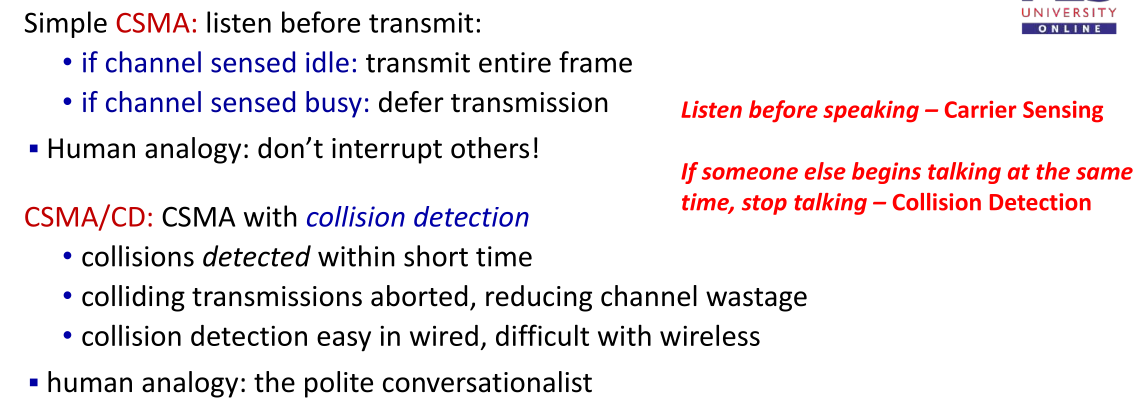 Simple CSMA: listen before transmit:
• if channel sensed idle: transmit entire frame
• if channel sensed busy: defer transmission
▪ Human analogy: don’t interrupt others!
CSMA/CD: CSMA with collision detection
• collisions detected within short time
• colliding transmissions aborted, reducing channel wastage
• collision detection easy in wired, difficult with wireless
▪ human analogy: the polite conversationalist
UNIVERSITY
ONLINE
Listen before speaking – Carrier Sensing
If someone else begins talking at the same
time, stop talking – Collision Detection